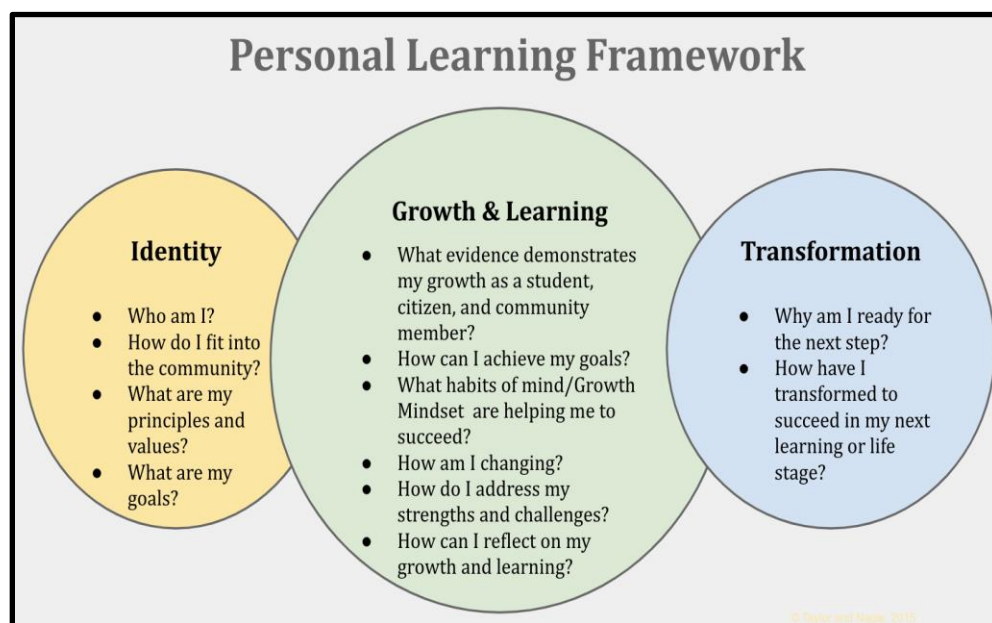 Personal Learning Framework
Identity
● Who am I?
● How do I fit into
the community?
● What are my
principles and
values?
● What are my
goals?
Growth & Learning
● What evidence demonstrates
my growth as a student,
citizen, and community
member?
● How can I achieve my goals?
● What habits of mind/Growth
Mindset are helping me to
succeed?
● How am I changing?
● How do I address my
strengths and challenges?
● How can I reflect on my
growth and learning?
Transformation
● Why am I ready for
the next step?
● How have I
transformed to
succeed in my next
learning or life
stage?